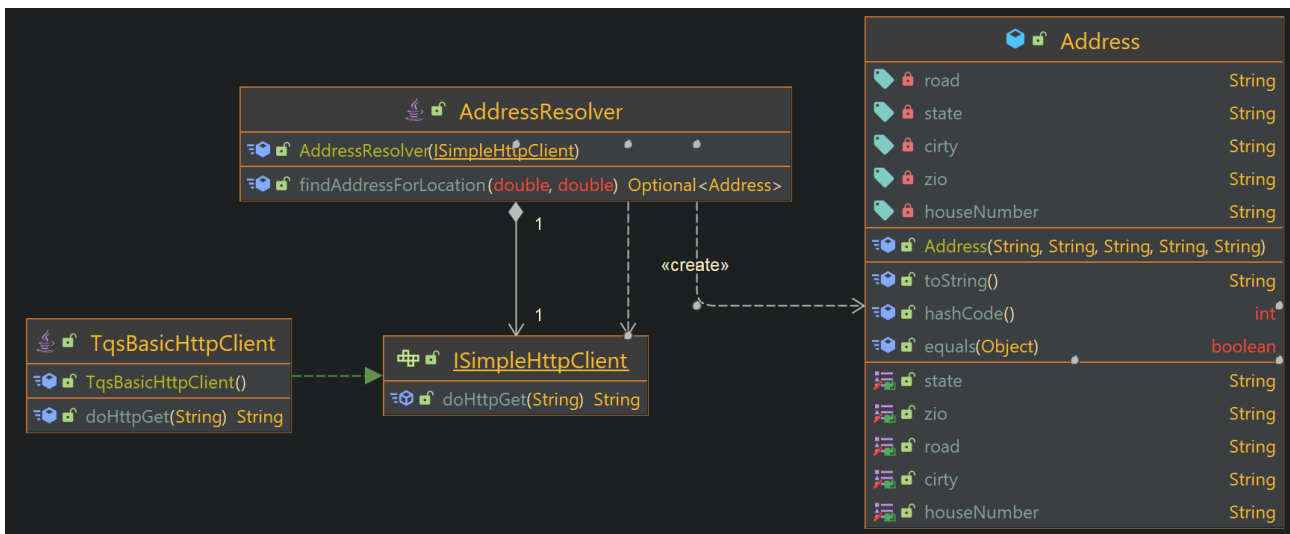 AddressResolver
AddressResolver(ISimpleHttpClient)
findAddressForLocation(double, double) Optional<Address>
1
«create»
1
TqsBasicHttpClient
TqsBasicHttpClient()
doHttpGet(String) String
ISimpleHttpClient
doHttpGet(String) String
Address
road String
state String
cirty String
zio String
houseNumber String
Address(String, String, String, String, String)
toString() String
hashCode() int
equals(Object) boolean
state String
zio String
road String
cirty String
houseNumber String